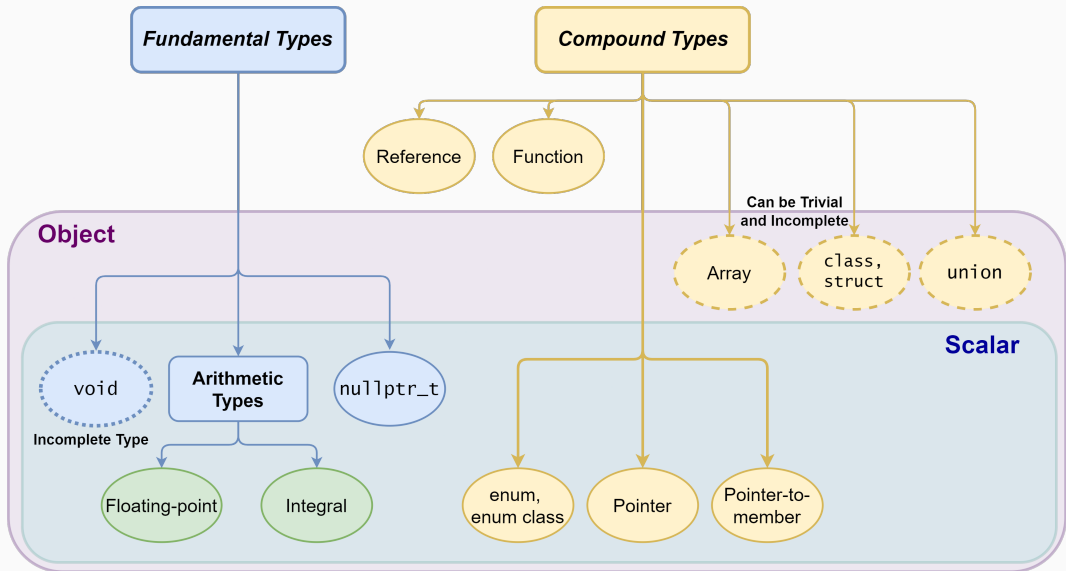 Fundamental Types
Compound Types
Reference
Function
Can be Trivial
and Incomplete
Object
Array
class,
struct
union
Scalar
void
Arithmetic
Types
nullptr_t
Incomplete Type
Floating-point
Integral
enum,
enum class
Pointer
Pointer-to-
member